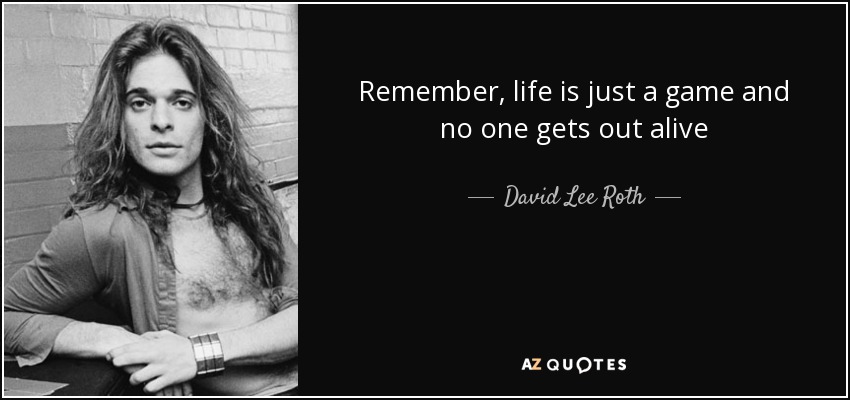 Remember, life is just a game and
no one gets out alive
— David Lee Roth —
AZ QUOTES